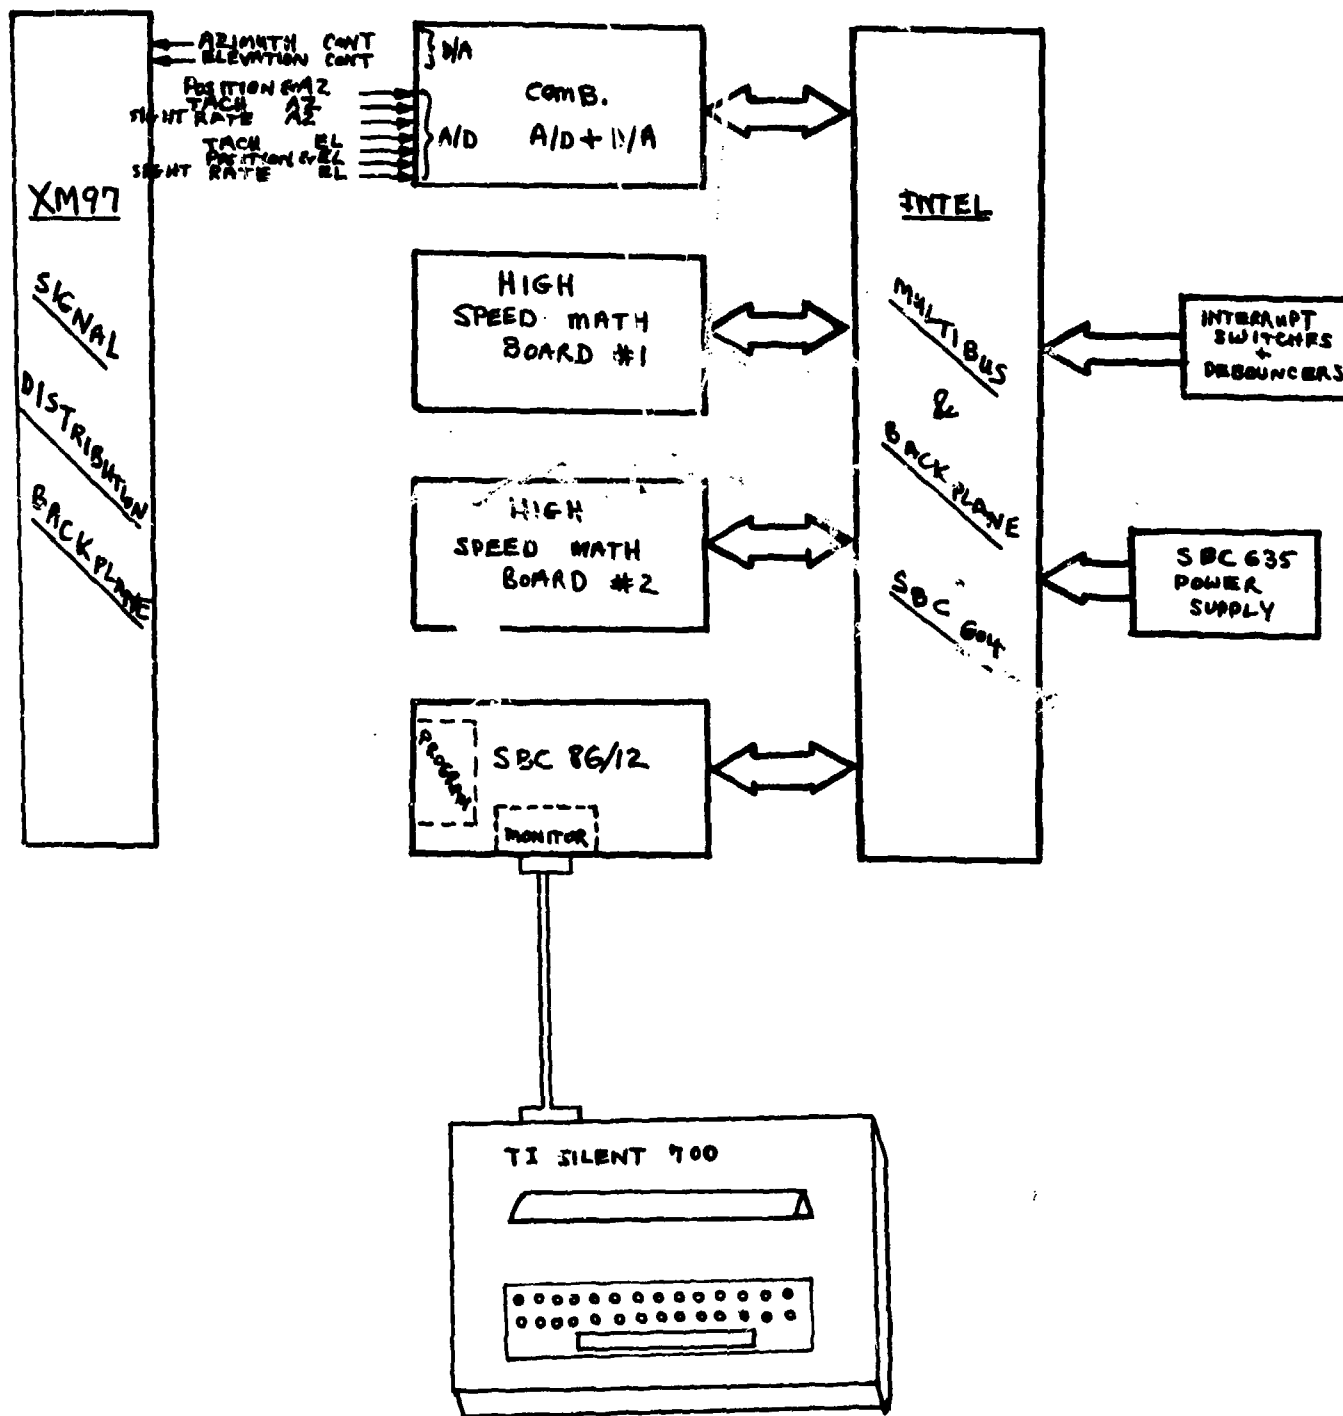 XM97
SIGNAL
DISTRIBUTION
BACKPLANE
AZIMUTH CONT
ELEVATION CONT
POSITION ErAZ
TACH AZ
SIGHT RATE AZ
TACH EL
POSITION ErEL
SIGHT RATE EL
D/A
A/D
COMB.
A/D + D/A
HIGH
SPEED MATH
BOARD #1
HIGH
SPEED MATH
BOARD #2
PROGRAM
SBC 86/12
MONITOR
INTEL
MULTIBUS
&
BACKPLANE
SBC 604
INTERRUPT
SWITCHES
+
DEBOUNCERS
SBC 635
POWER
SUPPLY
TI SILENT 700